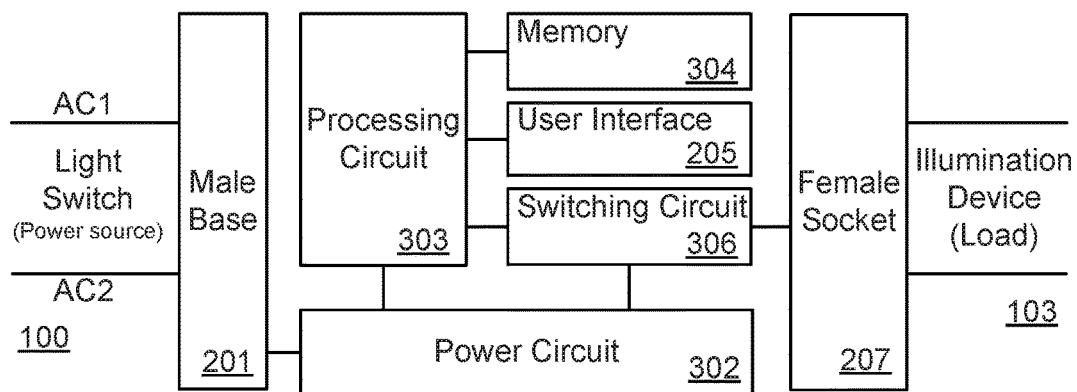 AC1
Light
Switch
(Power source)
AC2
100
Male
Base
201
Processing
Circuit
303
Memory
304
User Interface
205
Switching Circuit
306
Power Circuit
302
Female
Socket
207
Illumination
Device
(Load)
103